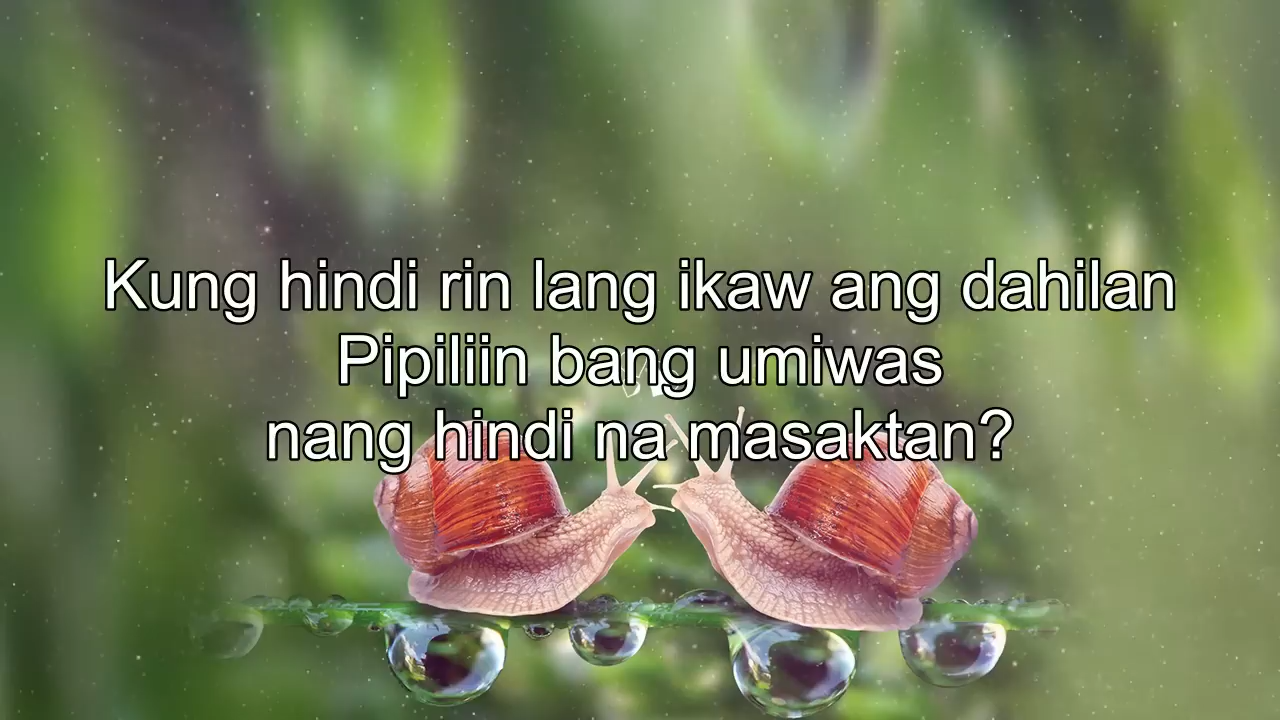 Kung hindi rin lang ikaw ang dahilan
Pipiliin bang umiwas
nang hindi na masaktan?